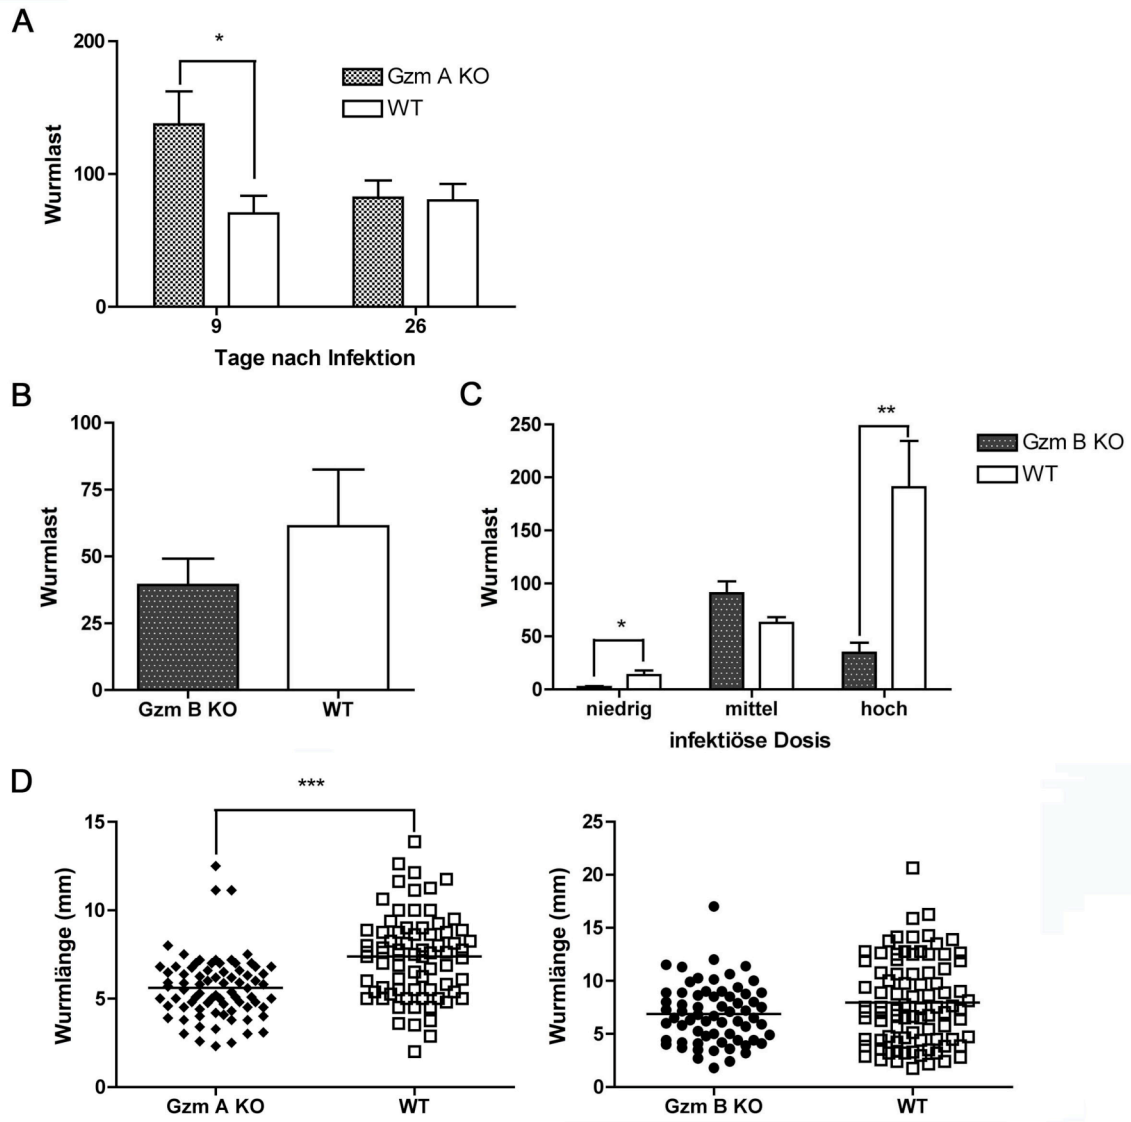 A
200
100
0
Wurmlast
*
Gzm A KO
WT
9
26
Tage nach Infektion
B
100
75
50
25
0
Wurmlast
Gzm B KO
WT
C
250
200
150
100
50
0
Wurmlast
*
**
Gzm B KO
WT
niedrig
mittel
hoch
infektiöse Dosis
D
***
15
10
5
0
Wurmlänge (mm)
Gzm A KO
WT
25
20
15
10
5
0
Wurmlänge (mm)
Gzm B KO
WT